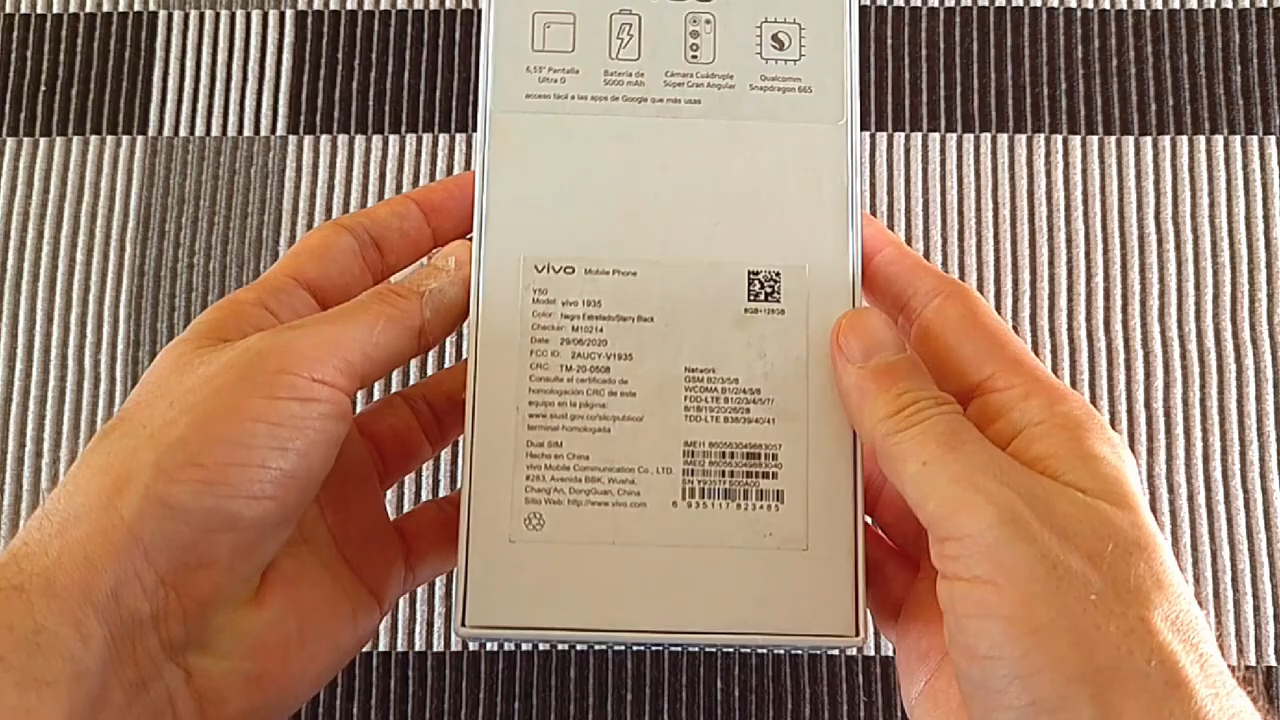 6,53" Pantalla
Ultra O
Batería de
5000 mAh
Cámara Cuádruple
Súper Gran Angular
Qualcomm
Snapdragon 665
acceso fácil a las apps de Google que más usas
vivo Mobile Phone
Y50
Model: vivo 1935
Color: Negro Estrellado/Starry Black
Checker: M10214
Date: 29/06/2020
FCC ID: 2AUCY-V1935
CRC: TM-20-0508
Consulte el certificado de
homologación CRC de este
equipo en la página:
www.siust.gov.co/siic/publico/
terminal-homologada
Dual SIM
Hecho en China
vivo Mobile Communication Co., LTD.
#283, Avenida BBK, Wusha,
Chang'An, DongGuan, China
Sitio Web: http://www.vivo.com
8GB+128GB
Network:
GSM B2/3/5/8
WCDMA B1/2/4/5/8
FDD-LTE B1/2/3/4/5/7/
8/18/19/20/26/28
TDD-LTE B38/39/40/41
IMEI1 860563049883057
IMEI2 860563049883040
SN Y935TFS00A00
6 935117 823485